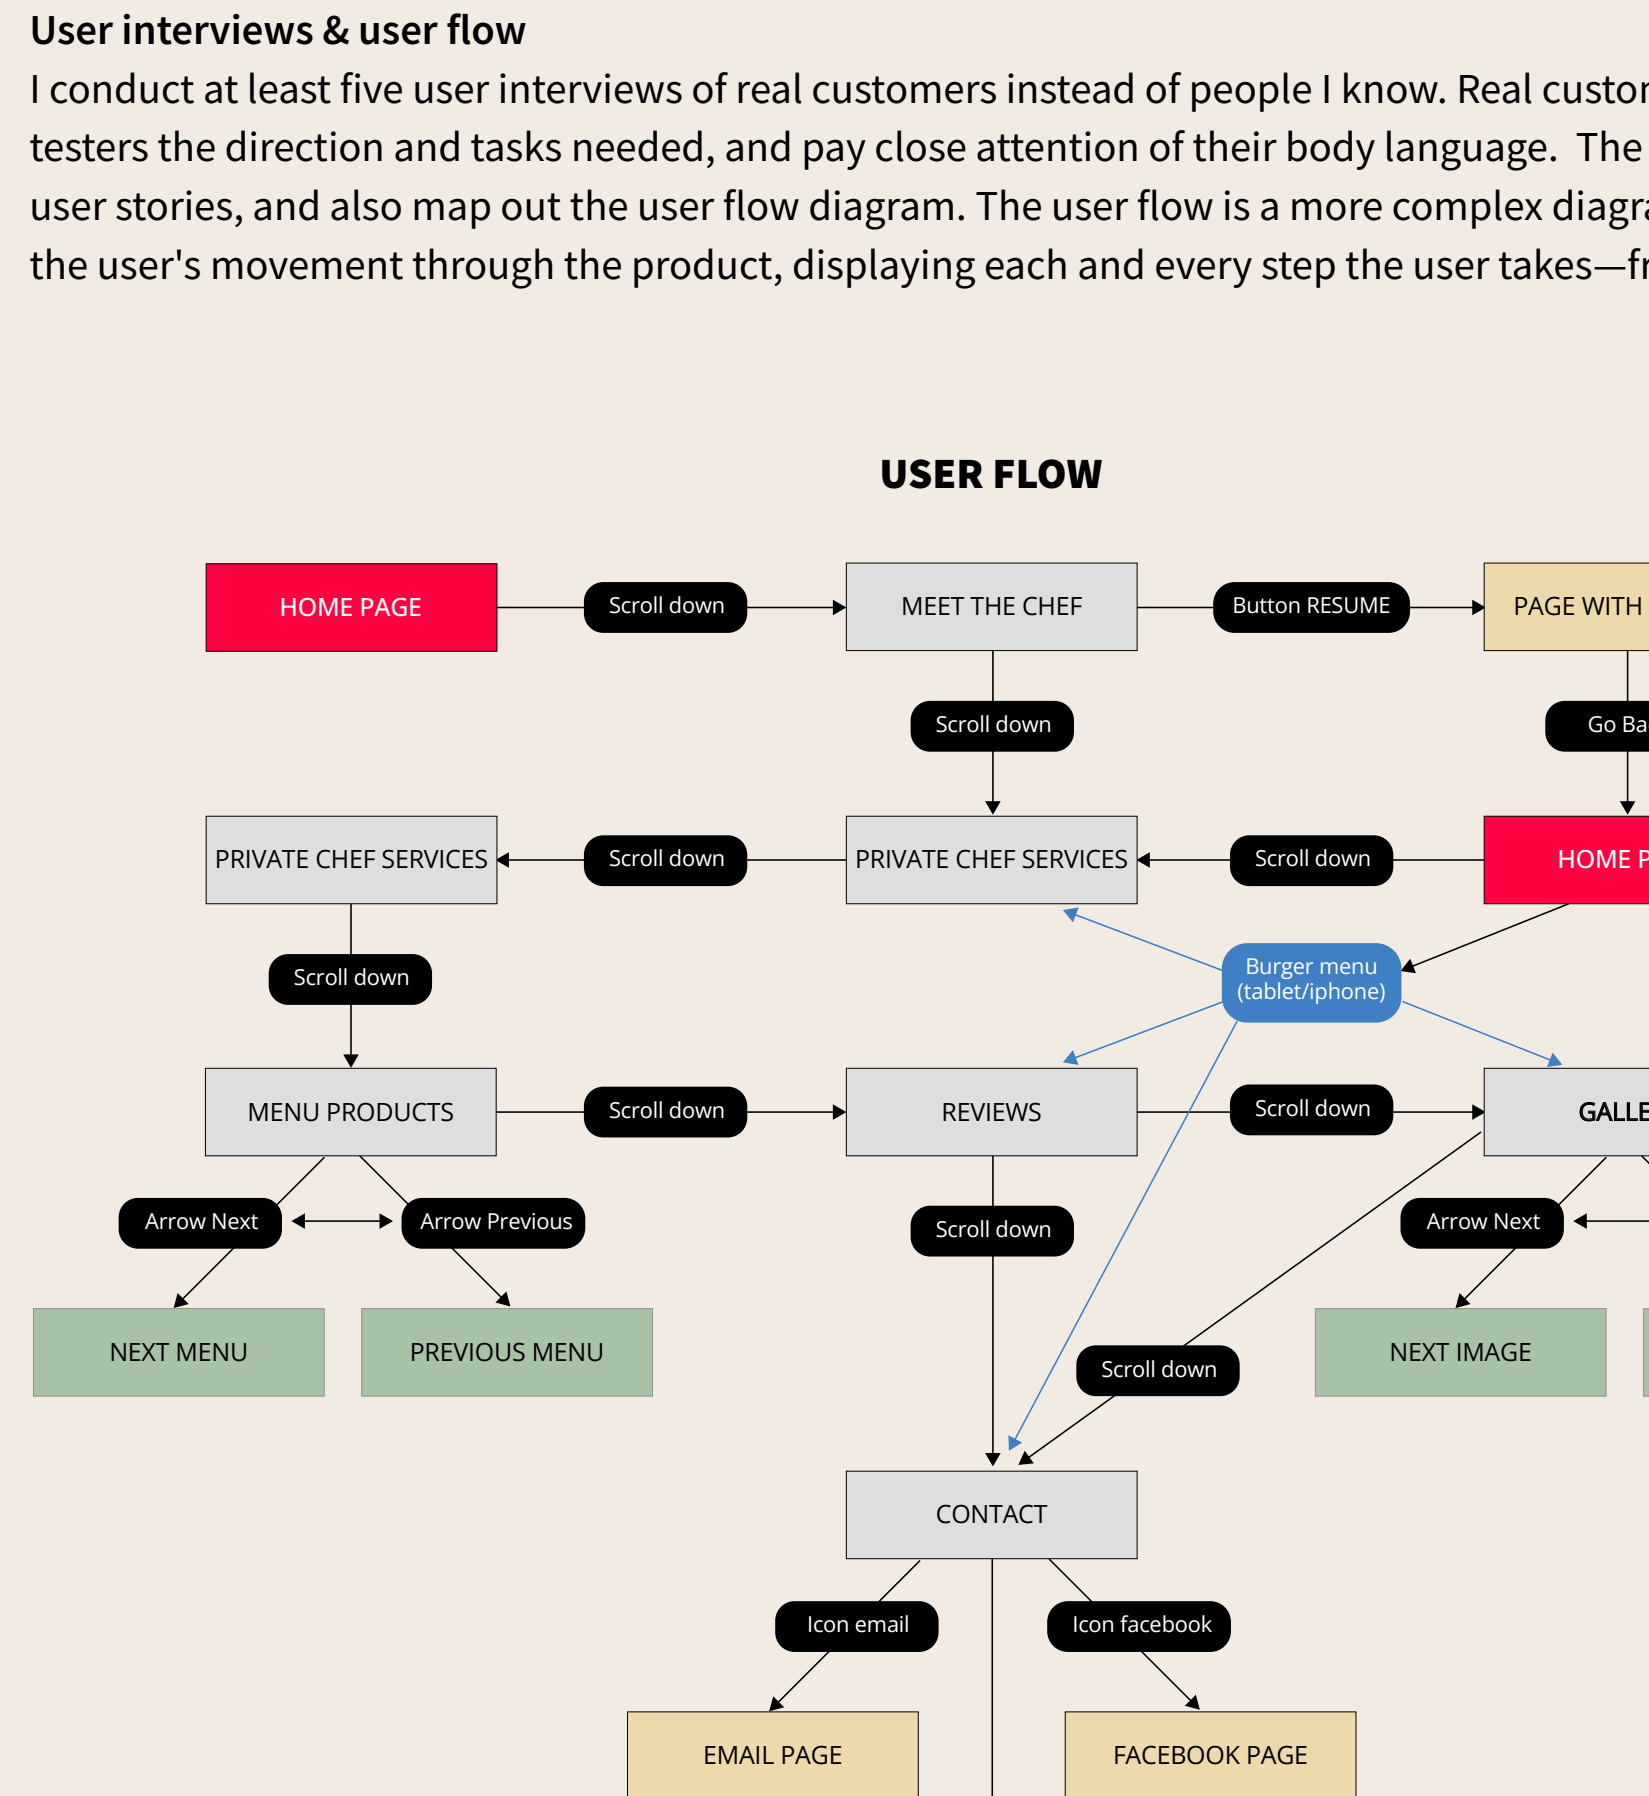 User interviews & user flow
I conduct at least five user interviews of real customers instead of people I know. Real
testers the direction and tasks needed, and pay close attention of their body language.  The
user stories, and also map out the user flow diagram. The user flow is a more complex
the user's movement through the product, displaying each and every step the user takes—
USER FLOW
HOME PAGE
Scroll down
MEET THE CHEF
Button RESUME
PAGE WITH
Scroll down
Go
PRIVATE CHEF SERVICES
Scroll down
PRIVATE CHEF SERVICES
Scroll down
HOME
Scroll down
Burger menu
(tablet/iphone)
MENU PRODUCTS
Scroll down
REVIEWS
Scroll down
Arrow Next
Arrow Previous
Scroll down
Arrow Next
NEXT MENU
PREVIOUS MENU
Scroll down
NEXT IMAGE
CONTACT
Icon email
Icon facebook
EMAIL PAGE
FACEBOOK PAGE